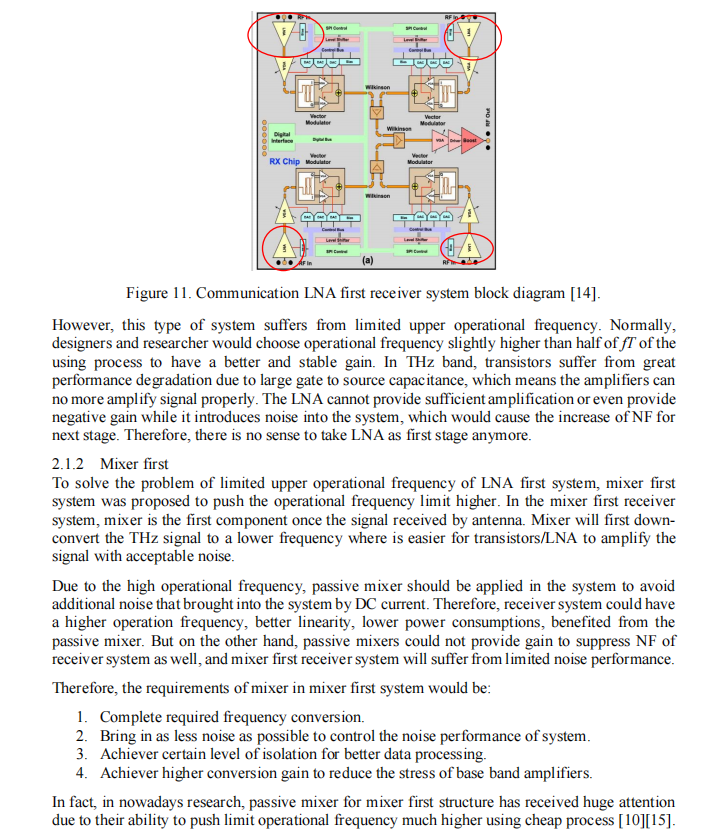 RF In
RF In
SPI Control
SPI Control
Level Shifter
Level Shifter
Control Bus
Control Bus
LNA
LNA
DAC DAC DAC Bias
Bias DAC DAC DAC
VGA
VGA
Wilkinson
Vector
Modulator
Vector
Modulator
Wilkinson
RF Out
Digital
Interface
Digital Bus
VGA Driver Boost
RX Chip
Vector
Modulator
Vector
Modulator
Wilkinson
VGA
VGA
DAC DAC DAC Bias
Bias DAC DAC DAC
Control Bus
Control Bus
LNA
LNA
Level Shifter
Level Shifter
SPI Control
SPI Control
RF In
(a)
Figure 11. Communication LNA first receiver system block diagram [14].
However, this type of system suffers from limited upper operational frequency. Normally,
designers and researcher would choose operational frequency slightly higher than half of fT of the
using process to have a better and stable gain. In THz band, transistors suffer from great
performance degradation due to large gate to source capacitance, which means the amplifiers can
no more amplify signal properly. The LNA cannot provide sufficient amplification or even provide
negative gain while it introduces noise into the system, which would cause the increase of NF for
next stage. Therefore, there is no sense to take LNA as first stage anymore.
2.1.2 Mixer first
To solve the problem of limited upper operational frequency of LNA first system, mixer first
system was proposed to push the operational frequency limit higher. In the mixer first receiver
system, mixer is the first component once the signal received by antenna. Mixer will first down-
convert the THz signal to a lower frequency where is easier for transistors/LNA to amplify the
signal with acceptable noise.
Due to the high operational frequency, passive mixer should be applied in the system to avoid
additional noise that brought into the system by DC current. Therefore, receiver system could have
a higher operation frequency, better linearity, lower power consumptions, benefited from the
passive mixer. But on the other hand, passive mixers could not provide gain to suppress NF of
receiver system as well, and mixer first receiver system will suffer from limited noise performance.
Therefore, the requirements of mixer in mixer first system would be:
1. Complete required frequency conversion.
2. Bring in as less noise as possible to control the noise performance of system.
3. Achiever certain level of isolation for better data processing.
4. Achiever higher conversion gain to reduce the stress of base band amplifiers.
In fact, in nowadays research, passive mixer for mixer first structure has received huge attention
due to their ability to push limit operational frequency much higher using cheap process [10][15].